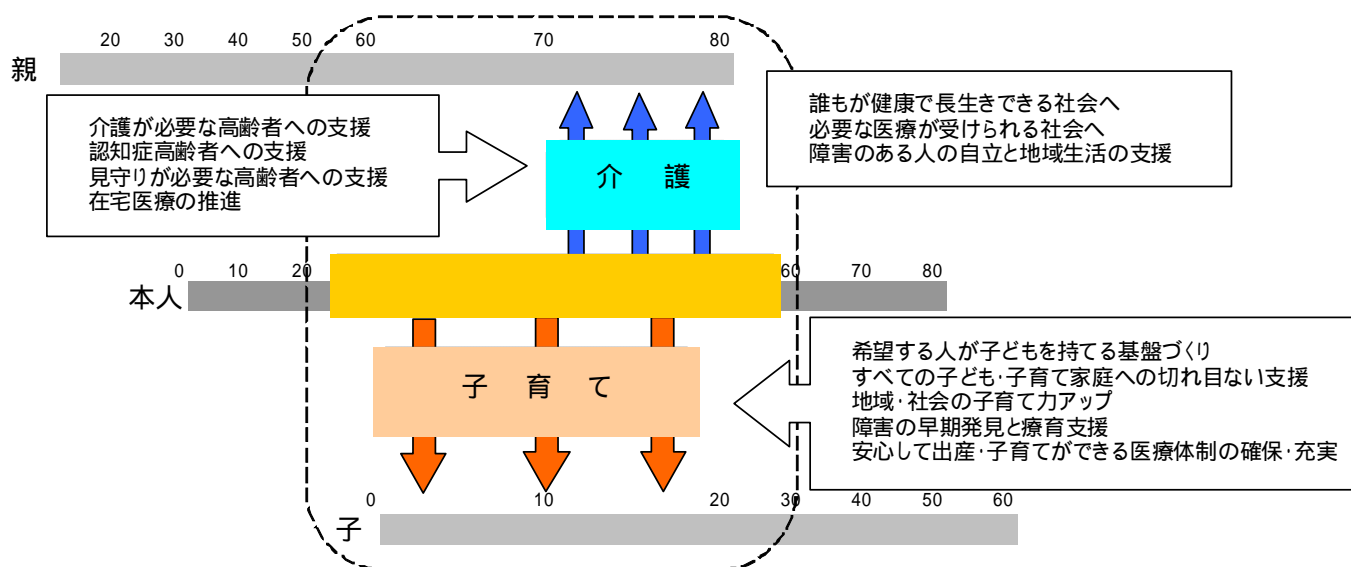 20 30 40 50 60 70 80
親
介護が必要な高齢者への支援
認知症高齢者への支援
見守りが必要な高齢者への支援
在宅医療の推進
誰もが健康で長生きできる社会へ
必要な医療が受けられる社会へ
障害のある人の自立と地域生活の支援
介 護
0 10 20 60 70 80
本人
子 育 て
希望する人が子どもを持てる基盤づくり
すべての子ども・子育て家庭への切れ目ない支援
地域・社会の子育て力アップ
障害の早期発見と療育支援
安心して出産・子育てができる医療体制の確保・充実
0 10 20 30 40 50 60
子